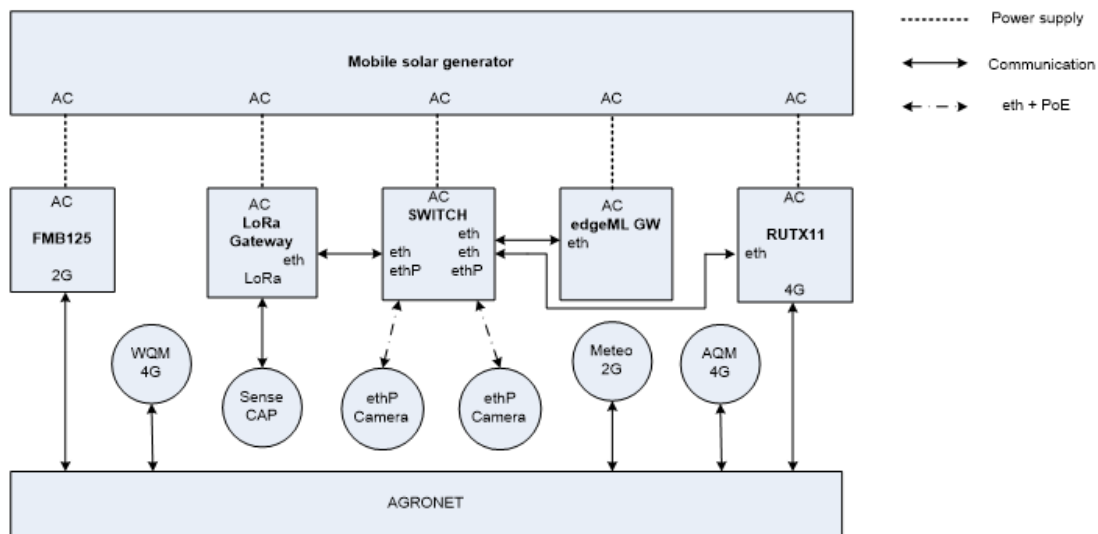 Mobile solar generator
AC AC AC AC AC
Power supply
Communication
eth + PoE
AC
FMB125
2G
AC
LoRa
Gateway
eth
LoRa
AC
SWITCH
eth
eth eth
ethP ethP
AC
edgeML GW
eth
AC
RUTX11
eth
4G
WQM
4G
Sense
CAP
ethP
Camera
ethP
Camera
Meteo
2G
AQM
4G
AGRONET